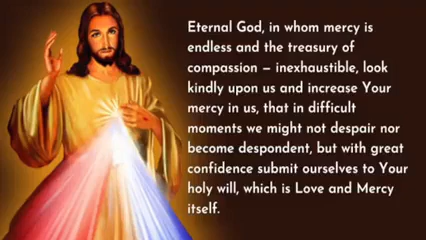 Eternal God, in whom mercy is
endless and the treasury of
compassion – inexhaustible, look
kindly upon us and increase Your
mercy in us, that in difficult
moments we might not despair nor
become despondent, but with great
confidence submit ourselves to Your
holy will, which is Love and Mercy
itself.